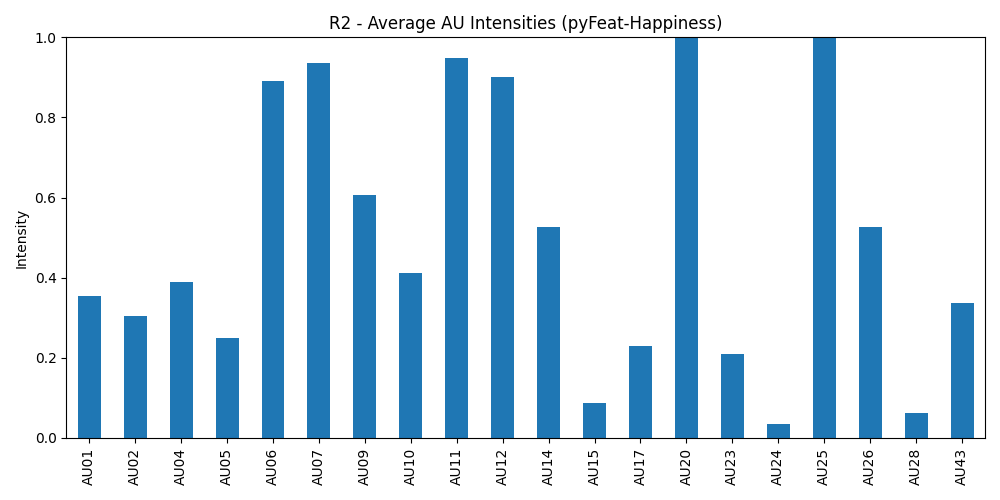 R2 - Average AU Intensities (pyFeat-Happiness)
1.0
0.8
0.6
0.4
0.2
0.0
Intensity
AU01
AU02
AU04
AU05
AU06
AU07
AU09
AU10
AU11
AU12
AU14
AU15
AU17
AU20
AU23
AU24
AU25
AU26
AU28
AU43